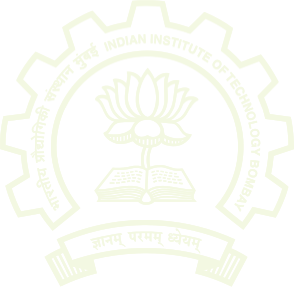 भारतीय प्रौद्योगिकी संस्थान मुंबई
INDIAN INSTITUTE OF TECHNOLOGY BOMBAY
ज्ञानम् परमम् ध्येयम्